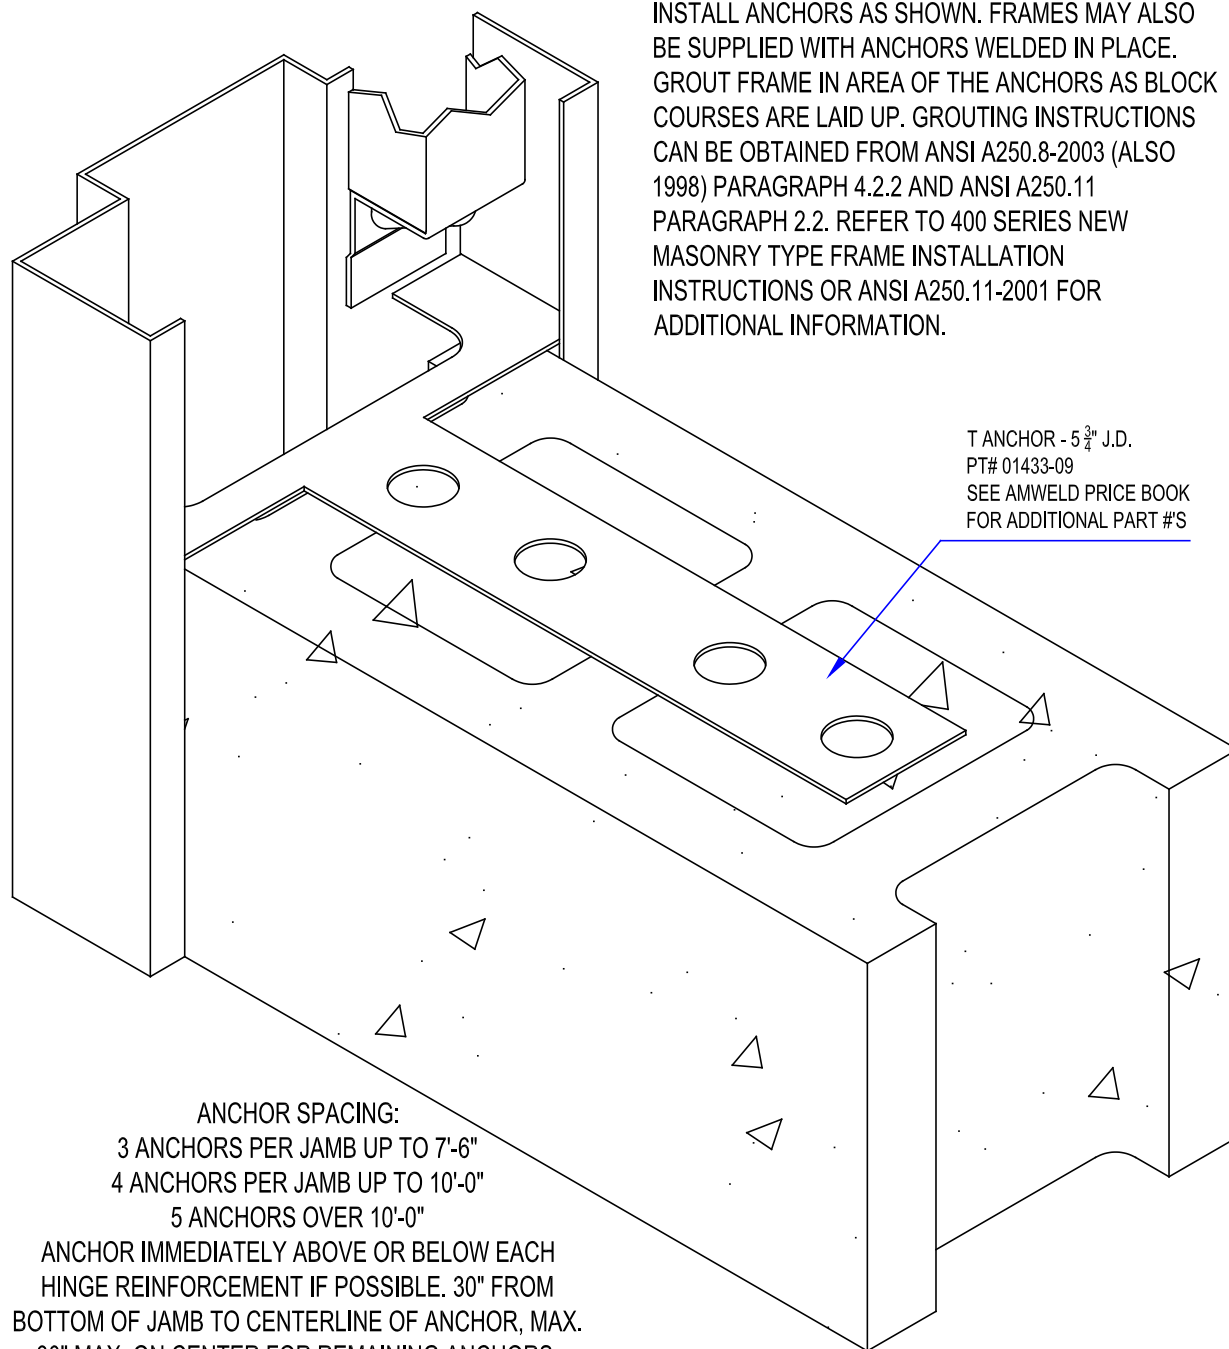 INSTALL ANCHORS AS SHOWN. FRAMES MAY ALSO
BE SUPPLIED WITH ANCHORS WELDED IN PLACE.
GROUT FRAME IN AREA OF THE ANCHORS AS BLOCK
COURSES ARE LAID UP. GROUTING INSTRUCTIONS
CAN BE OBTAINED FROM ANSI A250.8-2003 (ALSO
1998) PARAGRAPH 4.2.2 AND ANSI A250.11
PARAGRAPH 2.2. REFER TO 400 SERIES NEW
MASONRY TYPE FRAME INSTALLATION
INSTRUCTIONS OR ANSI A250.11-2001 FOR
ADDITIONAL INFORMATION.
T ANCHOR - 5 3/4" J.D.
PT# 01433-09
SEE AMWELD PRICE BOOK
FOR ADDITIONAL PART #'S
ANCHOR SPACING:
3 ANCHORS PER JAMB UP TO 7'-6"
4 ANCHORS PER JAMB UP TO 10'-0"
5 ANCHORS OVER 10'-0"
ANCHOR IMMEDIATELY ABOVE OR BELOW EACH
HINGE REINFORCEMENT IF POSSIBLE. 30" FROM
BOTTOM OF JAMB TO CENTERLINE OF ANCHOR, MAX.
MAX. ON CENTER FOR REMAINING ANCHORS